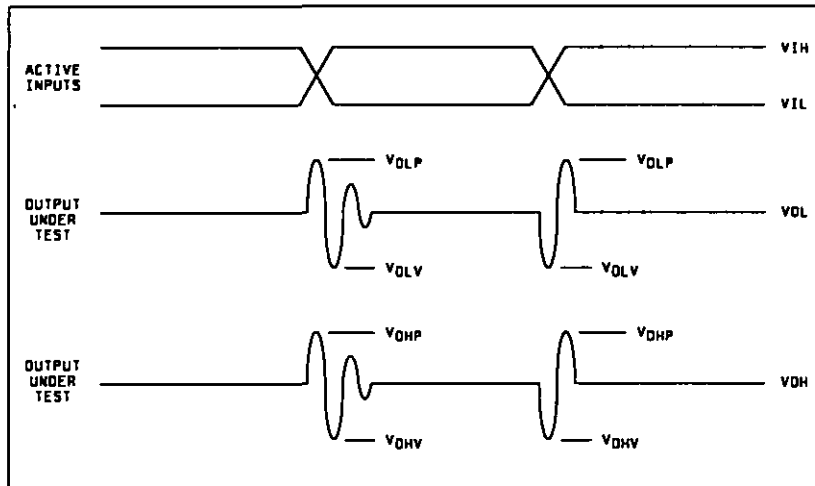 ACTIVE
INPUTS
VIH
VIL
OUTPUT
UNDER
TEST
VOLP
VOLV
VOLP
VOLV
VOL
OUTPUT
UNDER
TEST
VOHP
VOHV
VOHP
VOHV
VOH